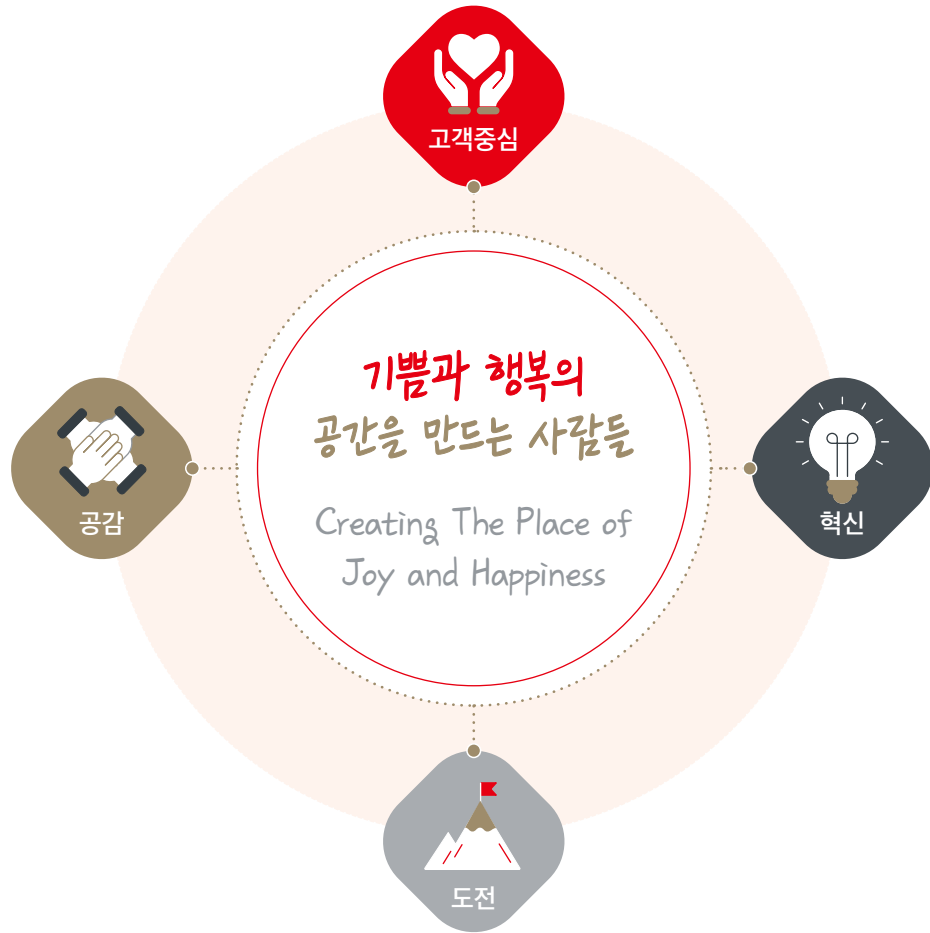 고객중심
기쁨과 행복의
공간을 만드는 사람들
Creating The Place of
Joy and Happiness
공감
혁신
도전